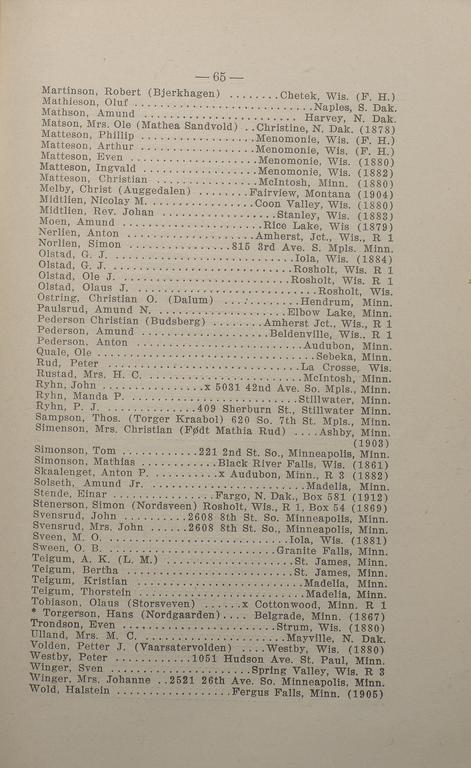 — 65 —
Martinson, Robert (Bjerkhagen) ........Chetek, Wis. (F. H.)
Mathieson, Oluf ............................Naples, S. Dak.
Mathson, Amund ........................ Harvey, N. Dak.
Matson, Mrs. Ole (Mathea Sandvold) ..Christine, N. Dak. (1878)
Matteson, Phillip ..................Menomonie, Wis. (F. H.)
Matteson, Arthur ...................Menomonie, Wis. (F. H.)
Matteson, Even .....................Menomonie, Wis. (1880)
Matteson, Ingvald ...................Menomonie, Wis. (1882)
Matteson, Christian .................McIntosh, Minn. (1880)
Melby, Christ (Auggedalen) ........Fairview, Montana (1904)
Midtlien, Nicolay M. .................Coon Valley, Wis. (1880)
Midtlien, Rev. Johan ...................Stanley, Wis. (1883)
Moen, Amund ......................Rice Lake, Wis (1879)
Nerlien, Anton .....................Amherst, Jct., Wis., R 1
Norlien, Simon .................815 3rd Ave. S. Mpls. Minn.
Olstad, G. J. .............................Iola, Wis. (1884)
Olstad, G. J. ............................Rosholt, Wis. R 1
Olstad, Ole J. ...........................Rosholt, Wis. R 1
Olstad, Olaus J. ............................Rosholt, Wis.
Ostring, Christian O. (Dalum) ............Hendrum, Minn.
Paulsrud, Amund N. ......................Elbow Lake, Minn.
Pederson Christian (Budsberg) ........Amherst Jct., Wis., R 1
Pederson, Amund .....................Beldenville, Wis.. R 1
Pederson, Anton ...........................Audubon, Minn.
Quale, Ole ..................................Sebeka, Minn.
Rud, Peter ................................La Crosse, Wis.
Rustad, Mrs. H. C. .........................McIntosh, Minn.
Ryhn, John ................x 5031 42nd Ave. So. Mpls., Minn.
Ryhn, Manda P. ..........................Stillwater, Minn.
Ryhn, P. J. ...............409 Sherburn St., Stillwater Minn.
Sampson, Thos. (Torger Kraabol) 620 So. 7th St. Mpls., Minn.
Simenson, Mrs. Christian (Født Mathia Rud) ....Ashby, Minn.
(1903)
Simonson, Tom .............221 2nd St. So., Minneapolis, Minn.
Simonson, Mathias ............Black River Falls, Wis. (1861)
Skaalenget, Anton P. ...........x Audubon, Minn., R 3 (1882)
Solseth, Amund Jr. .........................Madelia, Minn.
Stende, Einar ................Fargo, N. Dak., Box 581 (1912)
Stenerson, Simon (Nordsveen) Rosholt, Wis., R 1, Box 54 (1869)
Svensrud, John ..........2608 8th St. So. Minneapolis, Minn.
Svensrud, Mrs. John ......2608 8th St. So., Minneapolis, Minn.
Sveen, M. O. .............................Iola, Wis. (1881)
Sween, O. B. ..........................Granite Falls, Minn.
Teigum, A. K. (L. M.) ....................St. James, Minn.
Teigum, Bertha ..........................St. James, Minn.
Teigum, Kristian ..........................Madelia, Minn.
Teigum, Thorstein ..........................Madelia, Minn.
Tobiason, Olaus (Storsveven) ......x Cottonwood, Minn. R 1
* Torgerson, Hans (Nordgaarden).... Belgrade, Minn. (1867)
Trondson, Even ......................Strum, Wis. (1880)
Ulland, Mrs. M. C. ......................Mayville, N. Dak.
Volden, Petter J. (Vaarsatervolden) ....Westby, Wis. (1880)
Westby, Peter .............1051 Hudson Ave. St. Paul, Minn.
Winger, Sven ......................Spring Valley, Wis. R 3
Winger, Mrs. Johanne ..2521 26th Ave. So. Minneapolis, Minn.
Wold, Halstein ..................Fergus Falls, Minn. (1905)